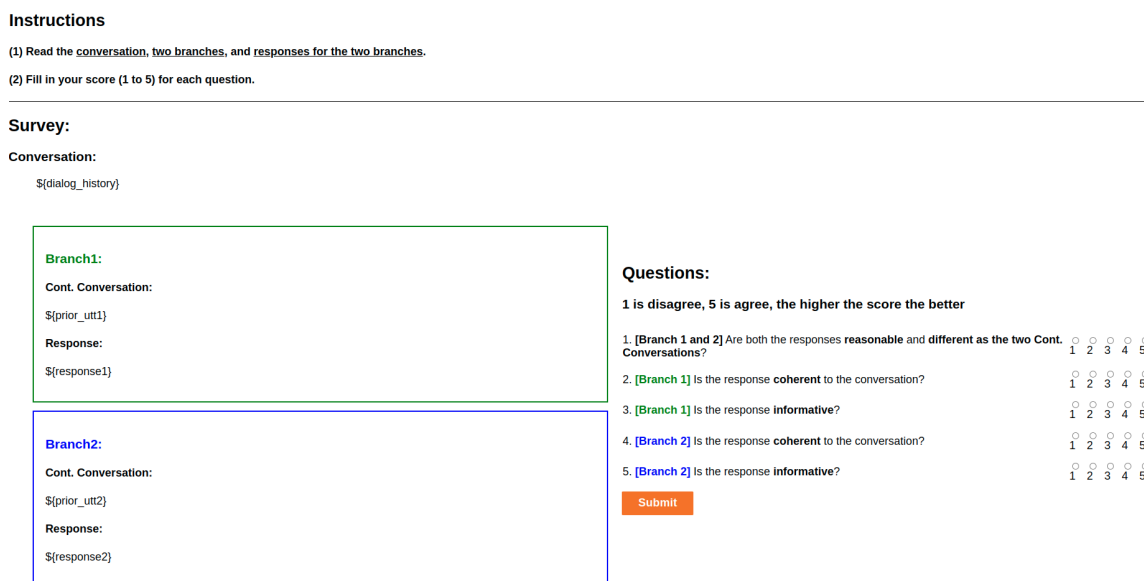 Instructions
(1) Read the conversation, two branches, and responses for the two branches.
(2) Fill in your score (1 to 5) for each question.
Survey:
Conversation:
${dialog_history}
Branch1:
Cont. Conversation:
${prior_utt1}
Response:
${response1}
Branch2:
Cont. Conversation:
${prior_utt2}
Response:
${response2}
Questions:
1 is disagree, 5 is agree, the higher the score the better
1. [Branch 1 and 2] Are both the responses reasonable and different as the two Cont.
Conversations?
1 2 3 4 5
2. [Branch 1] Is the response coherent to the conversation?
1 2 3 4 5
3. [Branch 1] Is the response informative?
1 2 3 4 5
4. [Branch 2] Is the response coherent to the conversation?
1 2 3 4 5
5. [Branch 2] Is the response informative?
1 2 3 4 5
Submit